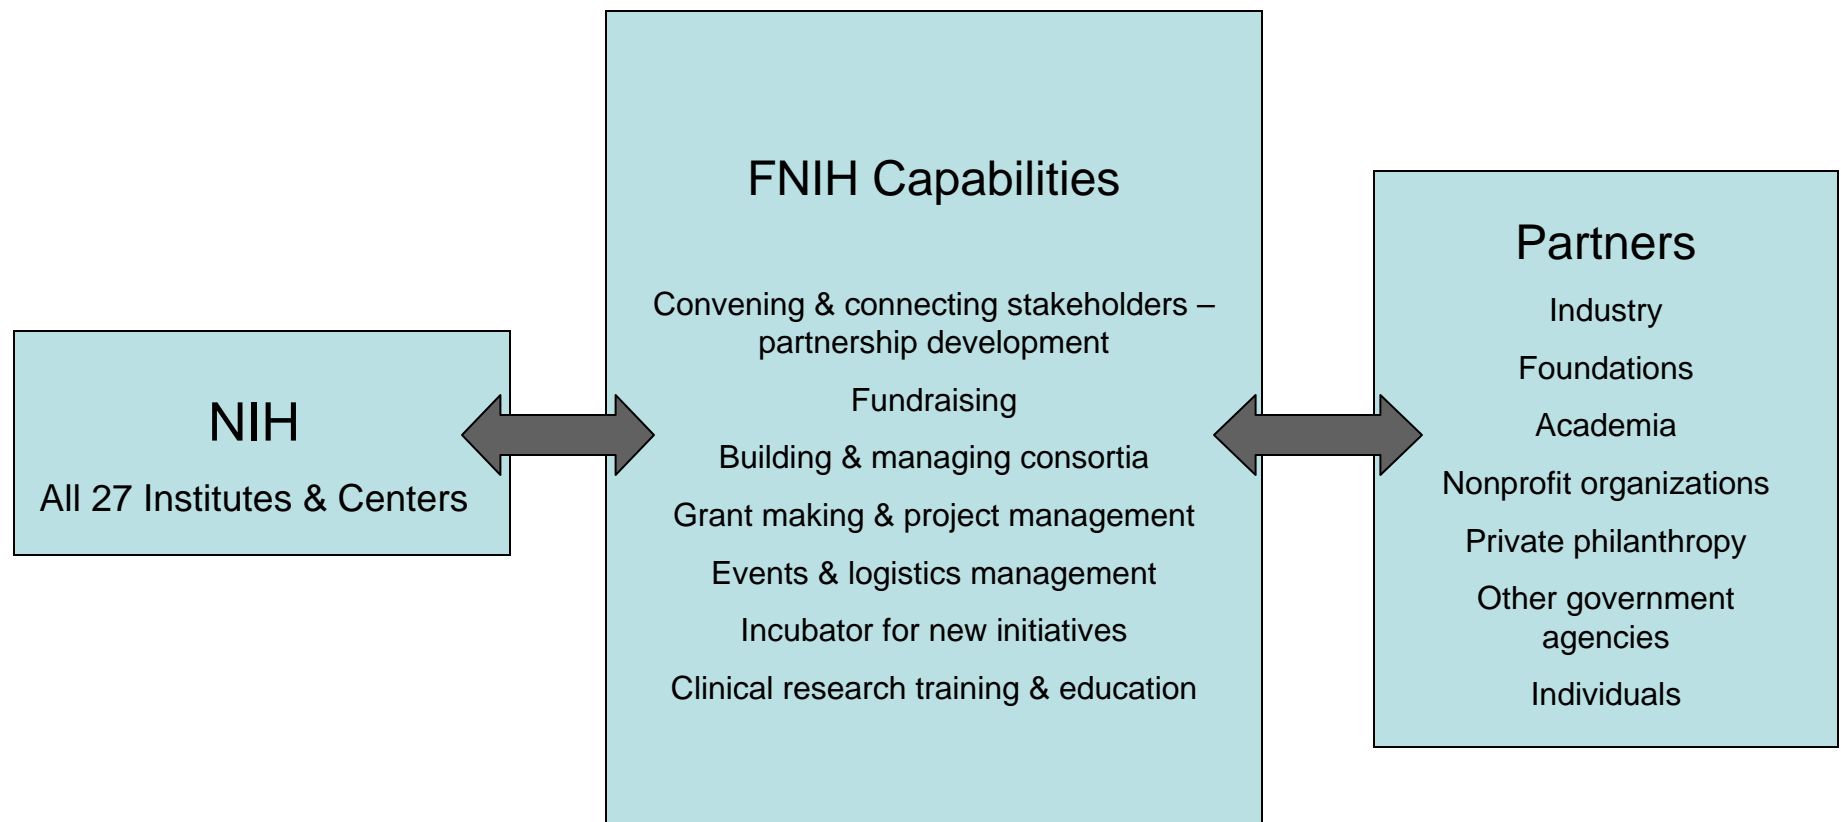 NIH
All 27 Institutes & Centers
FNIH Capabilities
Convening & connecting stakeholders –
partnership development
Fundraising
Building & managing consortia
Grant making & project management
Events & logistics management
Incubator for new initiatives
Clinical research training & education
Partners
Industry
Foundations
Academia
Nonprofit organizations
Private philanthropy
Other government
agencies
Individuals